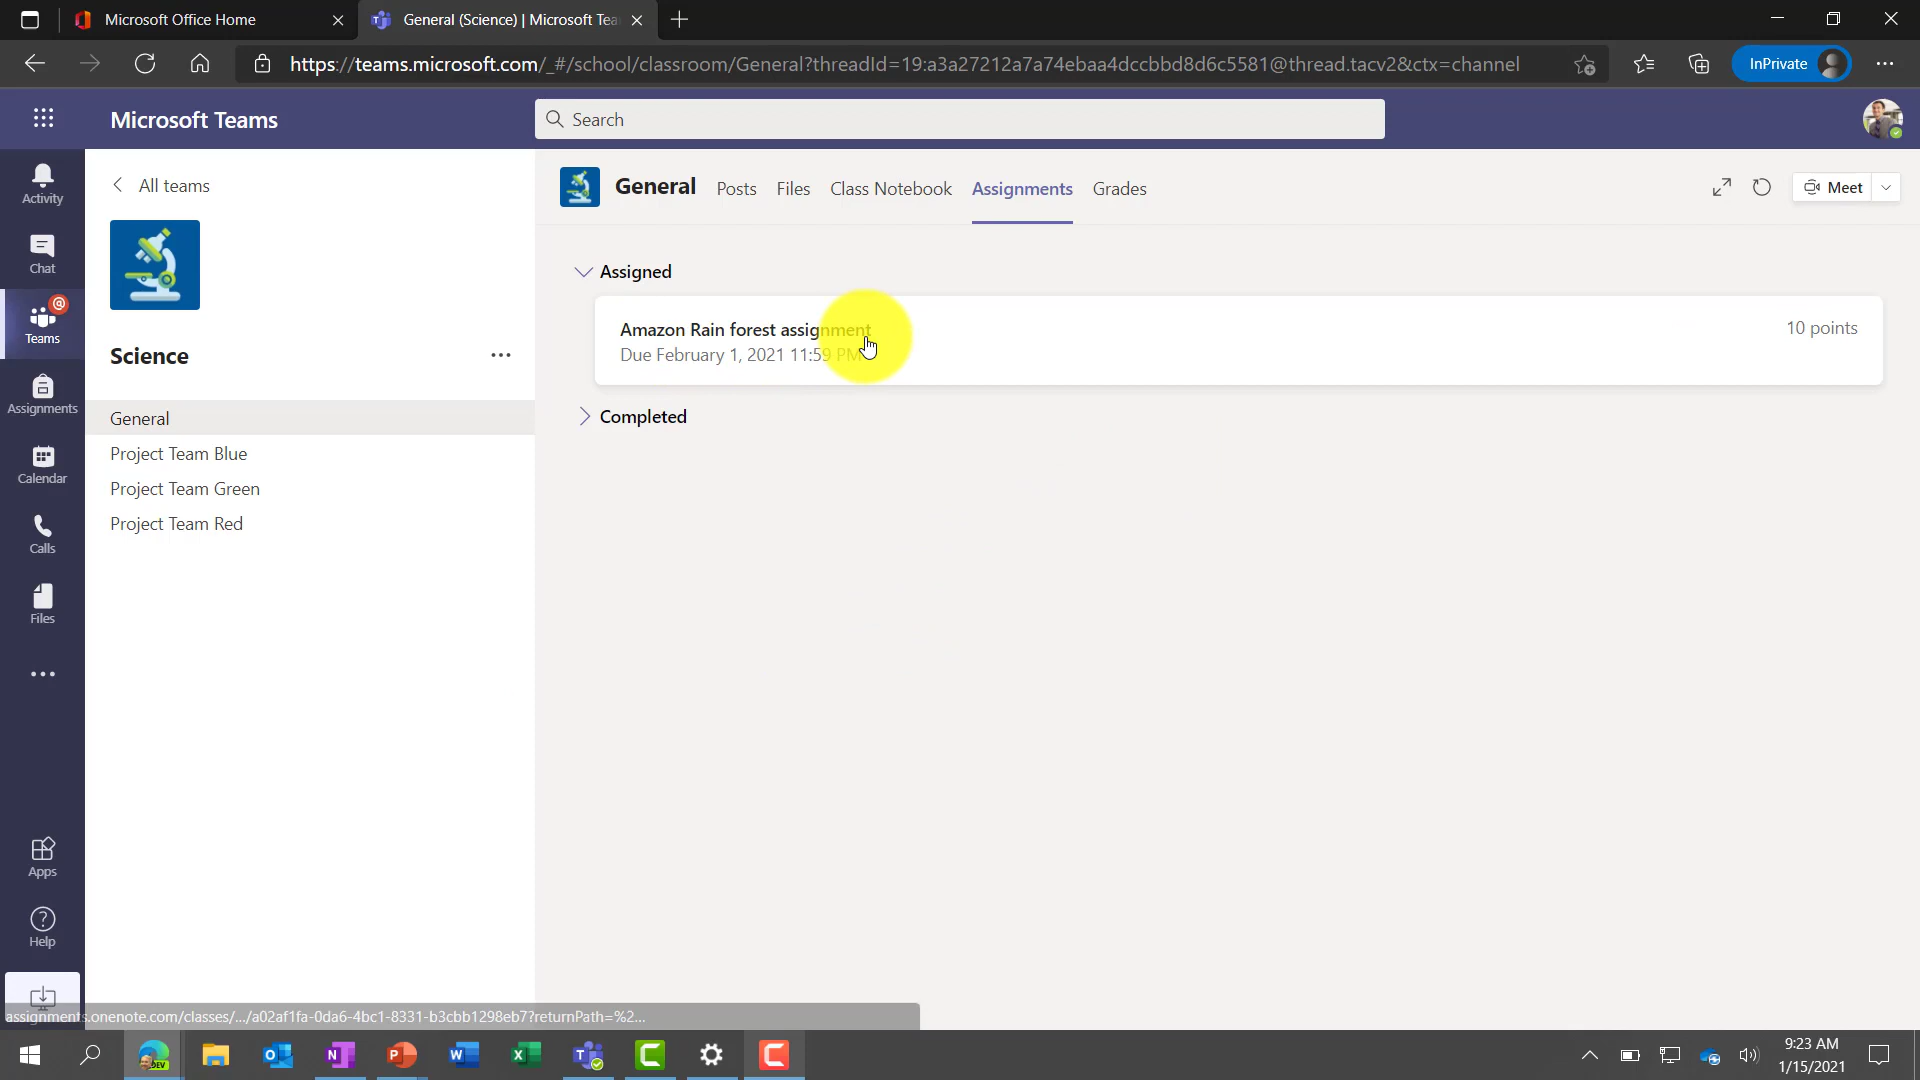 Microsoft Office Home
General (Science) | Microsoft Tea
https://teams.microsoft.com/_#/school/classroom/General?threadId=19:a3a27212a7a74ebaa4dccbbd8d6c5581@thread.tacv2&ctx=channel
InPrivate
Microsoft Teams
Search
Activity
Chat
Teams
Assignments
Calendar
Calls
Files
Apps
Help
All teams
Science
General
Project Team Blue
Project Team Green
Project Team Red
General
Posts
Files
Class Notebook
Assignments
Grades
Meet
Assigned
Amazon Rain forest assignment
10 points
Due February 1, 2021 11:59 PM
Completed
assignments.onenote.com/classes/.../a02af1fa-0da6-4bc1-8331-b3cbb1298eb7?returnPath=%2...
DEV
9:23 AM
1/15/2021